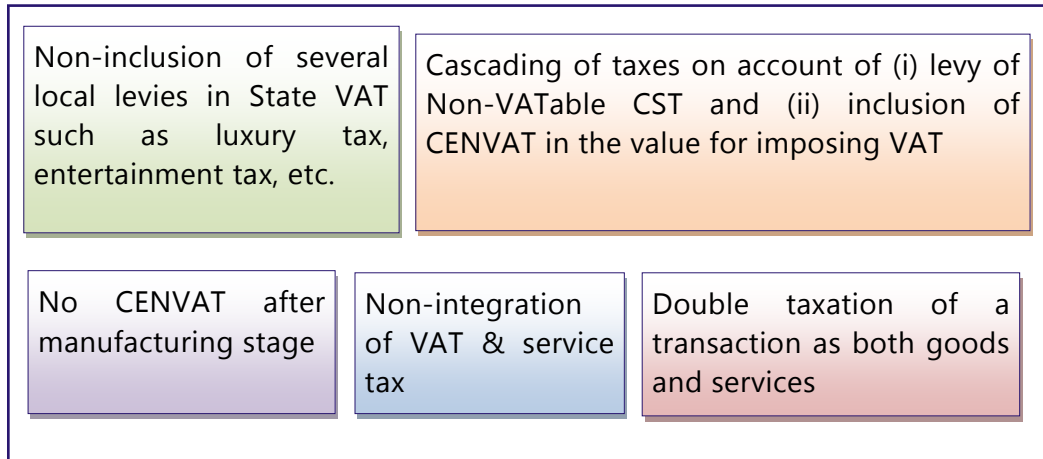 Non-inclusion of several
local levies in State VAT
such as luxury tax,
entertainment tax, etc.
Cascading of taxes on account of (i) levy of
Non-VATable CST and (ii) inclusion of
CENVAT in the value for imposing VAT
No CENVAT after
manufacturing stage
Non-integration
of VAT & service
tax
Double taxation of a
transaction as both goods
and services